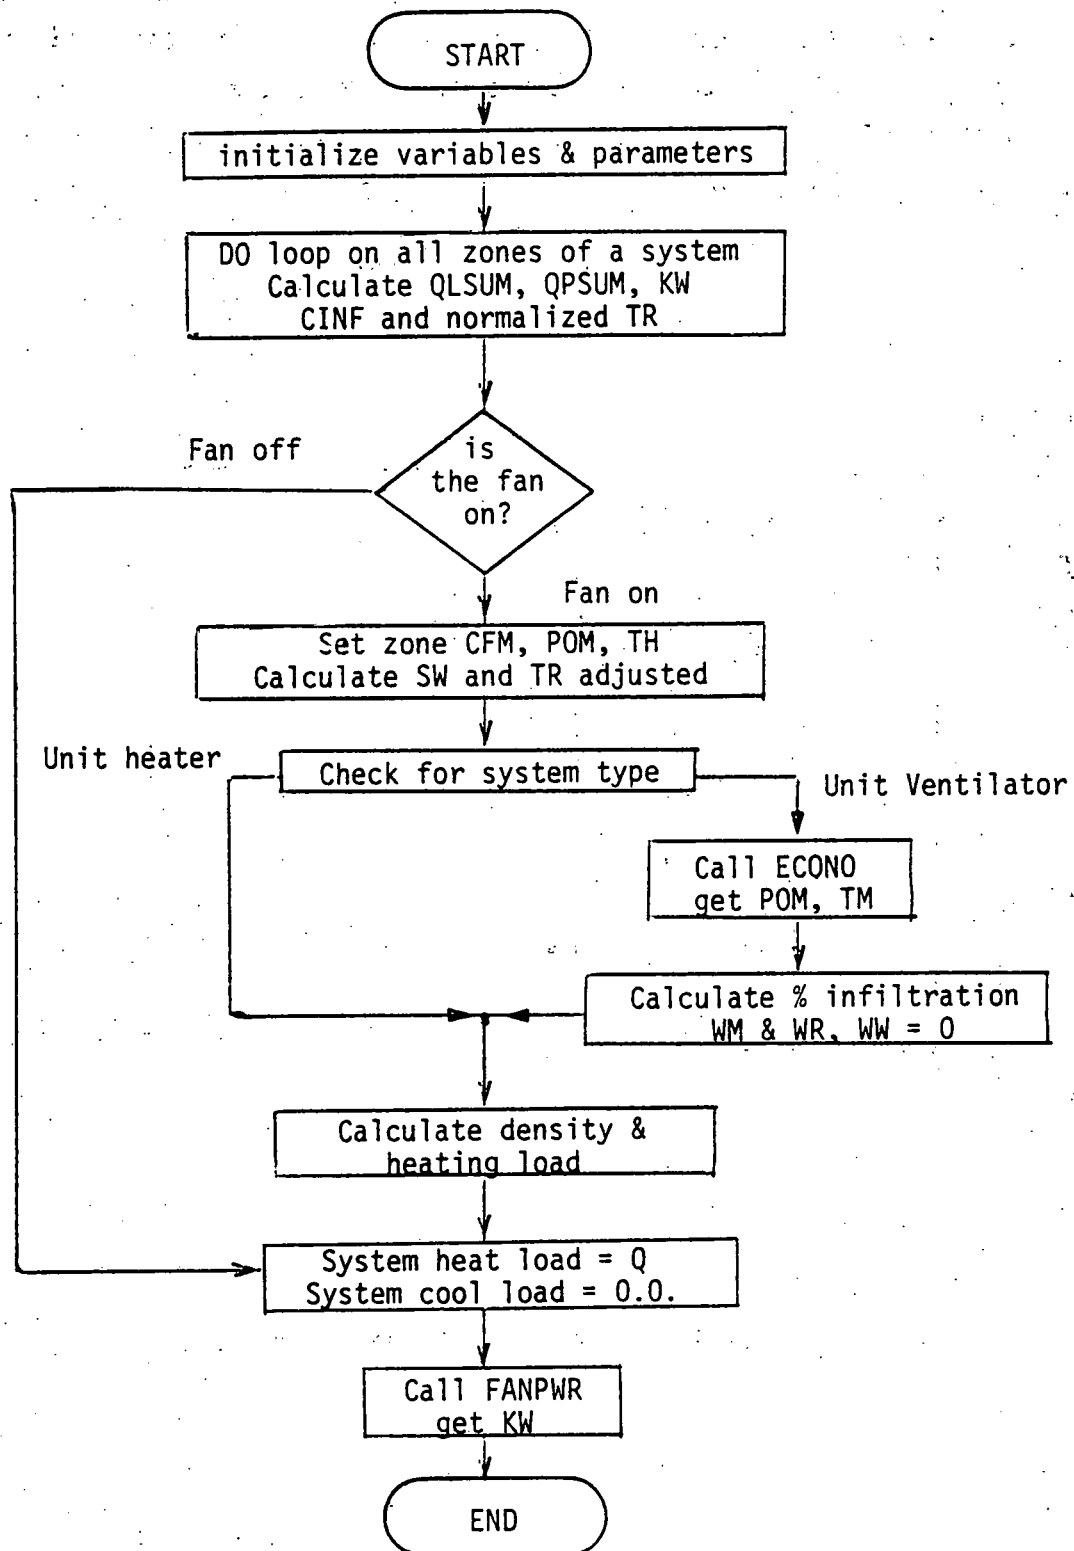 START
initialize variables & parameters
DO loop on all zones of a system
Calculate QLSUM, QPSUM, KW
CINF and normalized TR
Fan off
is
the fan
on?
Fan on
Set zone CFM, POM, TH
Calculate SW and TR adjusted
Unit heater
Check for system type
Unit Ventilator
Call ECONO
get POM, TM
Calculate % infiltration
WM & WR, WW = 0
Calculate density &
heating load
System heat load = Q
System cool load = 0.0.
Call FANPWR
get KW
END